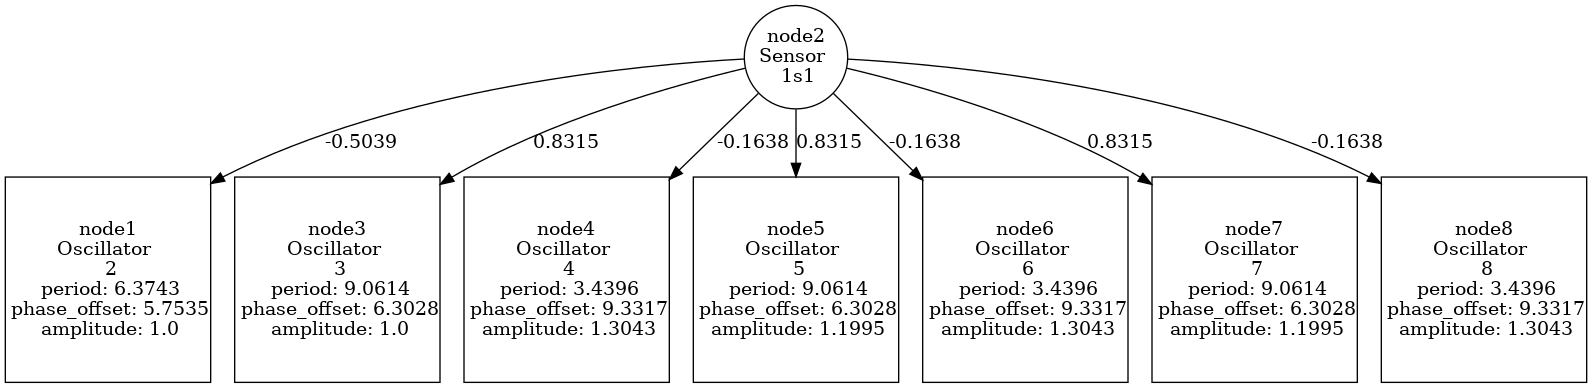 node2
Sensor
1s1
-0.5039
0.8315
-0.1638
0.8315
-0.1638
0.8315
-0.1638
node1
Oscillator
2
period: 6.3743
phase_offset: 5.7535
amplitude: 1.0
node3
Oscillator
3
period: 9.0614
phase_offset: 6.3028
amplitude: 1.0
node4
Oscillator
4
period: 3.4396
phase_offset: 9.3317
amplitude: 1.3043
node5
Oscillator
5
period: 9.0614
phase_offset: 6.3028
amplitude: 1.1995
node6
Oscillator
6
period: 3.4396
phase_offset: 9.3317
amplitude: 1.3043
node7
Oscillator
7
period: 9.0614
phase_offset: 6.3028
amplitude: 1.1995
node8
Oscillator
8
period: 3.4396
phase_offset: 9.3317
amplitude: 1.3043